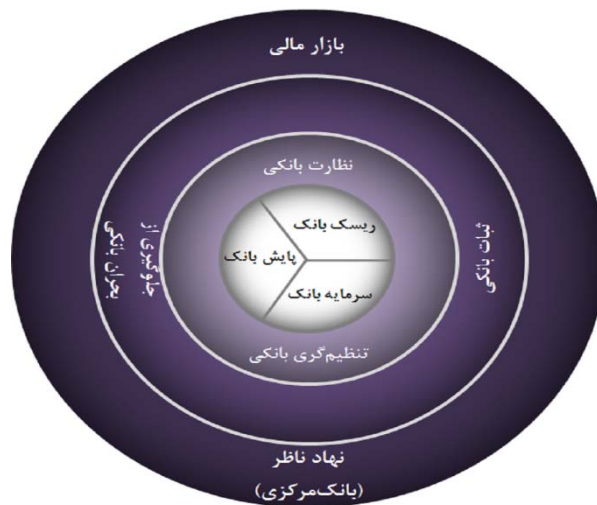 بازار مالی
نظارت بانکی
ریسک بانک
پایش بانک
سرمایه بانک
تنظیم‌گری بانکی
ثبات بانکی
جلوگیری از
بحران بانکی
نهاد ناظر
(بانک‌مرکزی)